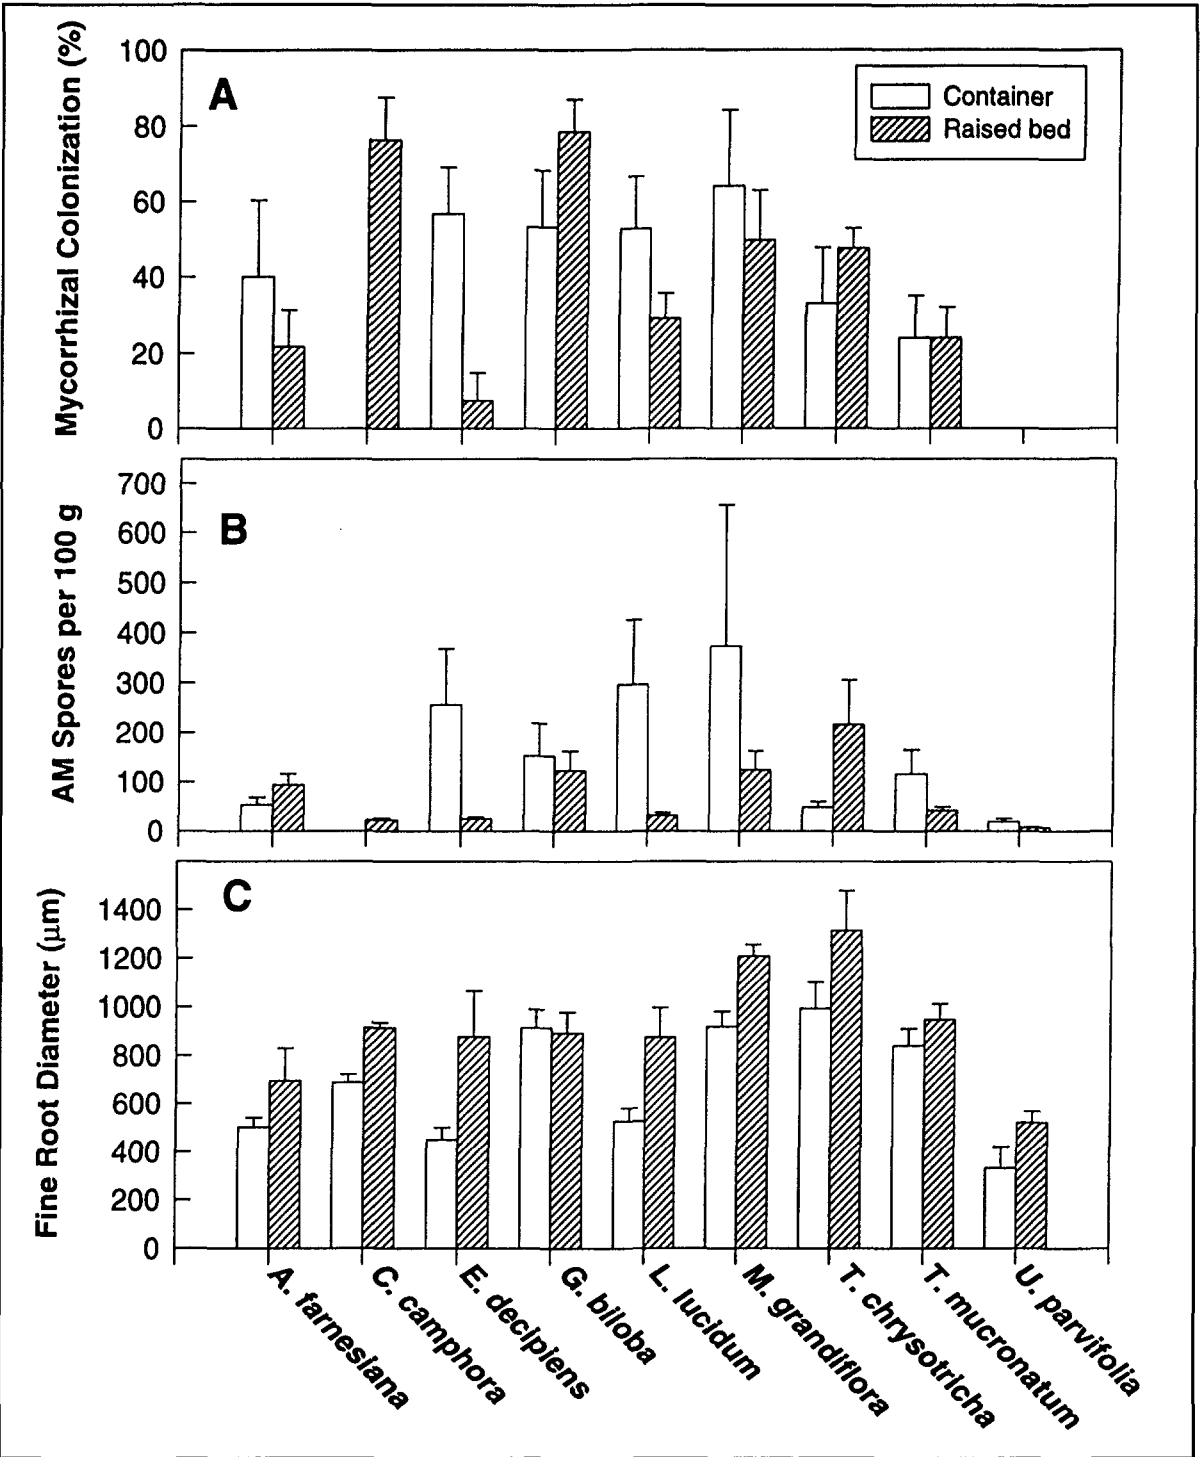 A
Mycorrhizal Colonization (%)
100
80
60
40
20
0
Container
Raised bed
B
AM Spores per 100 g
700
600
500
400
300
200
100
0
C
Fine Root Diameter (μm)
1400
1200
1000
800
600
400
200
0
A. farnesiana
C. camphora
E. decipiens
G. biloba
L. lucidum
M. grandiflora
T. chrysotricha
T. mucronatum
U. parvifolia